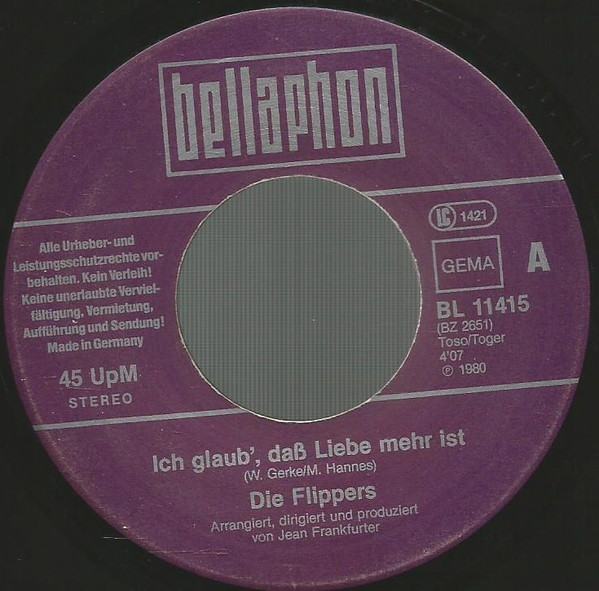 bellaphon
Alle Urheber- und
Leistungsschutzrechte vor-
behalten. Kein Verleih!
Keine unerlaubte Verviel-
fältigung, Vermietung,
Aufführung und Sendung!
Made in Germany
45 UpM
STEREO
LC 1421
GEMA A
BL 11415
(BZ 2651)
Toso/Toger
4'07
Ⓟ 1980
Ich glaub', daß Liebe mehr ist
(W. Gerke/M. Hannes)
Die Flippers
Arrangiert, dirigiert und produziert
von Jean Frankfurter